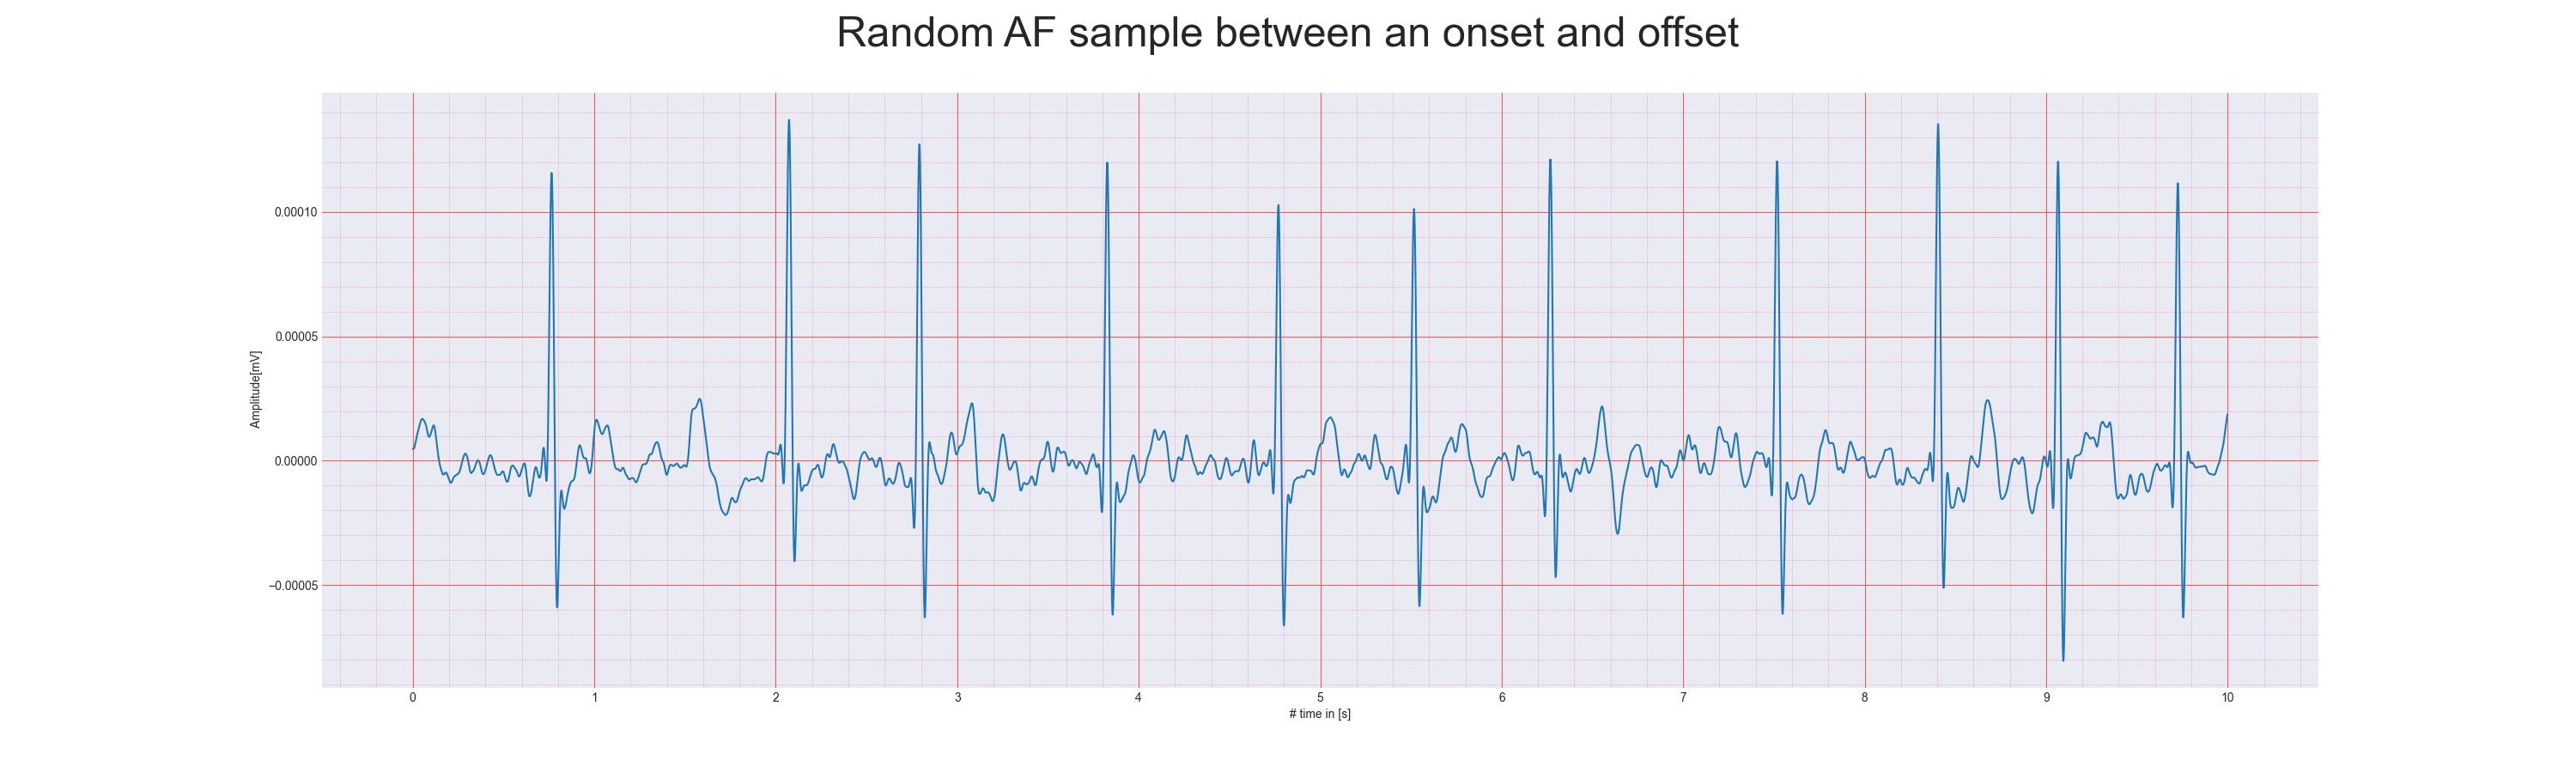 Random AF sample between an onset and offset
Amplitude[mV]
0.00010
0.00005
0.00000
−0.00005
0 1 2 3 4 5 6 7 8 9 10
# time in [s]